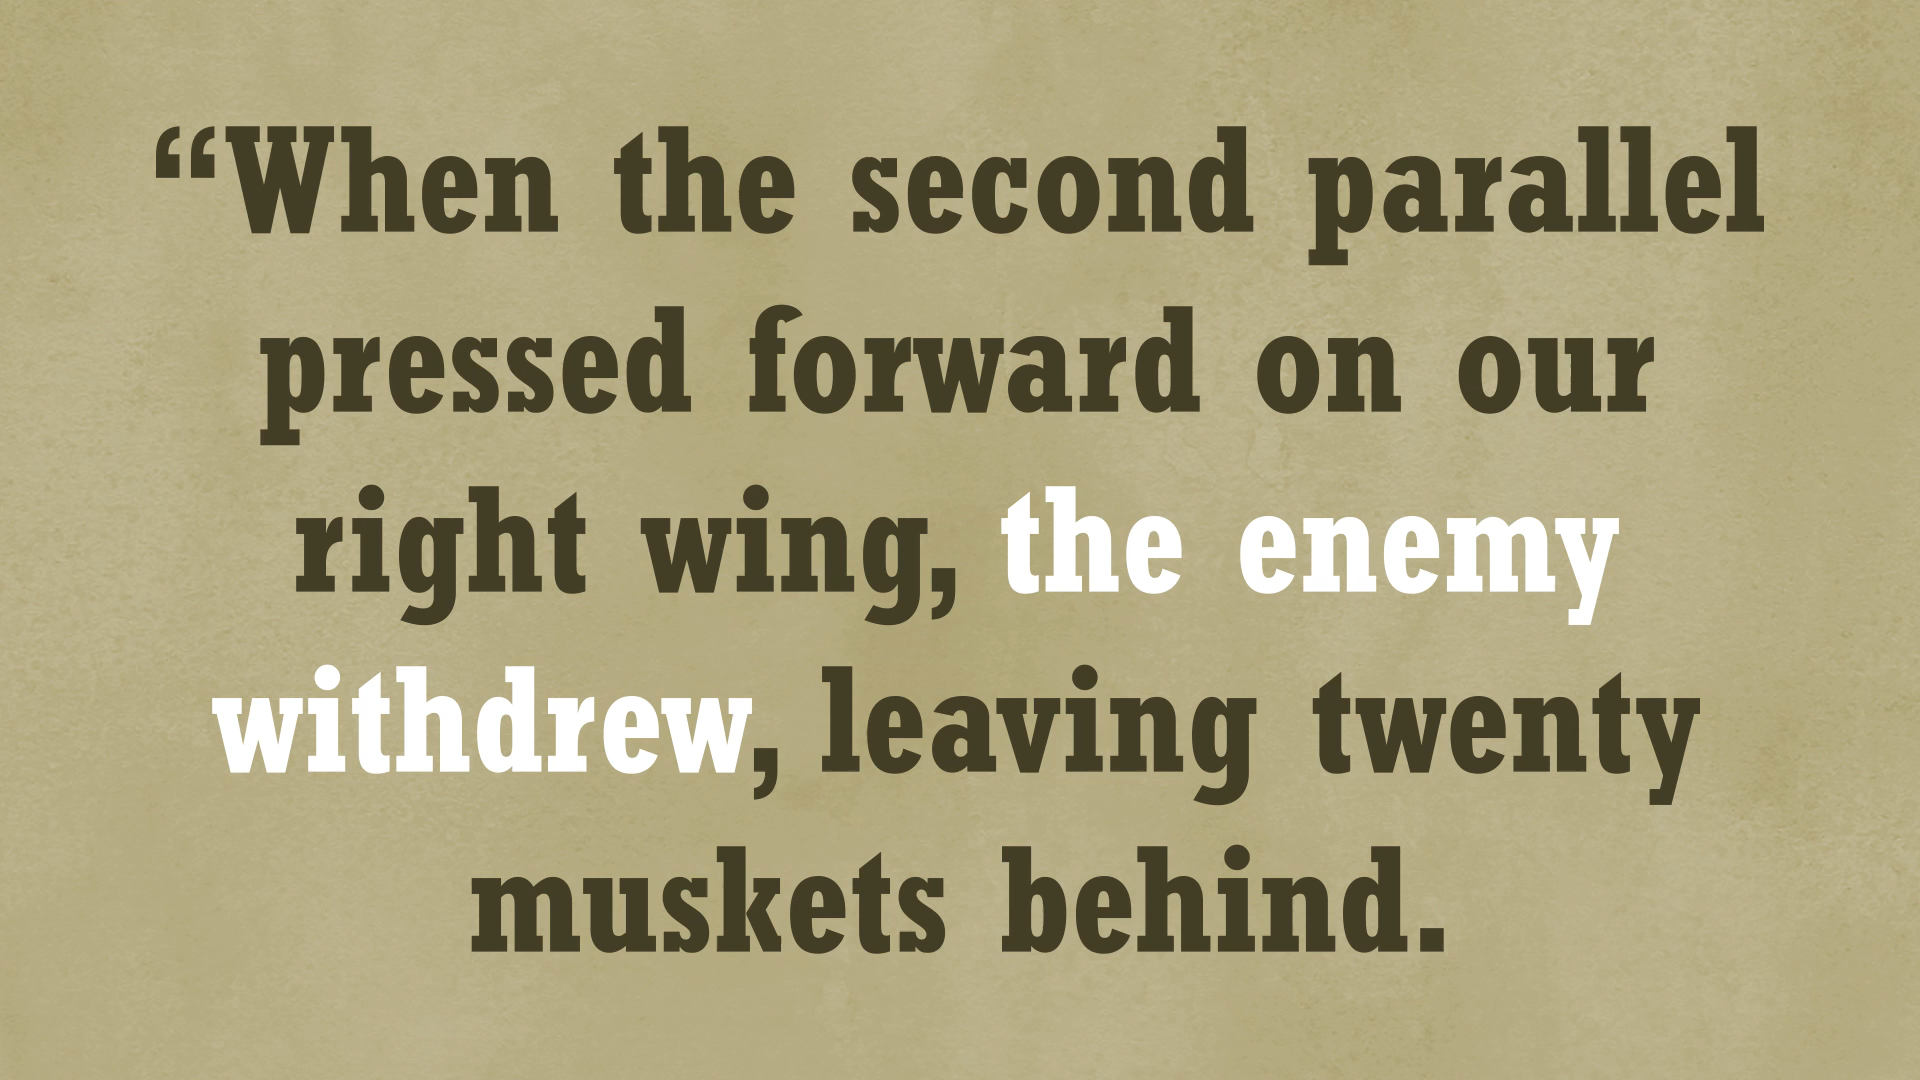 “When the second parallel
pressed forward on our
right wing, the enemy
withdrew, leaving twenty
muskets behind.